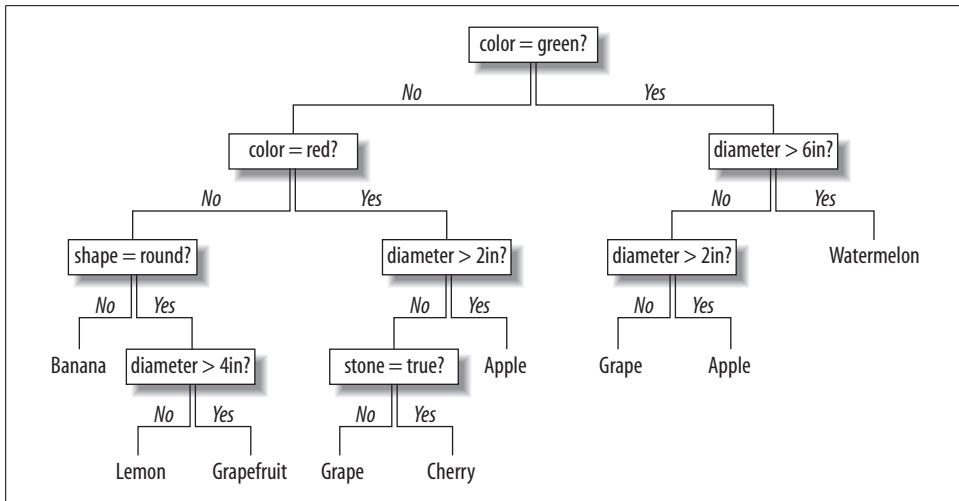 color = green?
No
Yes
color = red?
diameter > 6in?
No
Yes
No
Yes
shape = round?
diameter > 2in?
diameter > 2in?
Watermelon
No
Yes
No
Yes
No
Yes
Banana
diameter > 4in?
stone = true?
Apple
Grape
Apple
No
Yes
No
Yes
Lemon
Grapefruit
Grape
Cherry